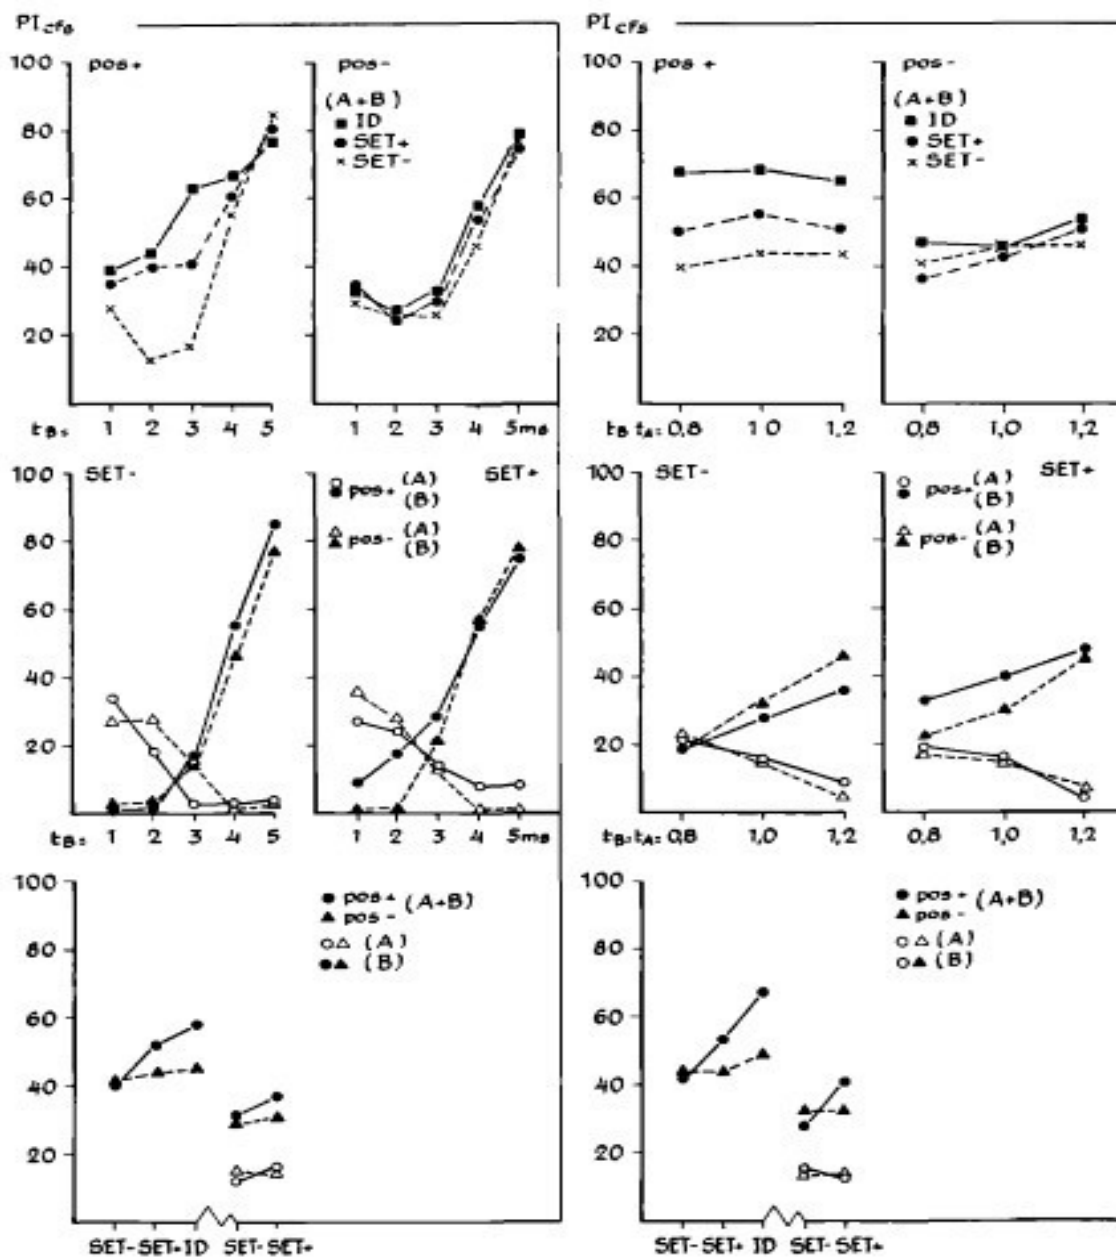 PIcfs
100
80
60
40
20
pos+
pos-
(A+B)
ID
SET+
SET-
tB= 1 2 3 4 5
1 2 3 4 5ms
PIcfs
pos+
pos-
(A+B)
ID
SET+
SET-
tB=tA= 0,8 1,0 1,2
0,8 1,0 1,2
100
80
60
40
20
SET-
SET+
pos+ (A)
(B)
pos- (A)
(B)
tB= 1 2 3 4 5
1 2 3 4 5ms
100
80
60
40
20
SET-
SET+
pos+ (A)
(B)
pos- (A)
(B)
tB=tA= 0,8 1,0 1,2
0,8 1,0 1,2
100
80
60
40
20
pos+ (A+B)
pos-
(A)
(B)
SET- SET+ ID SET- SET+
100
80
60
40
20
pos+ (A+B)
pos-
(A)
(B)
SET- SET+ ID SET- SET+